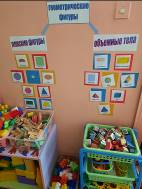 Геометрические
фигуры
плоские фигуры
объемные тела